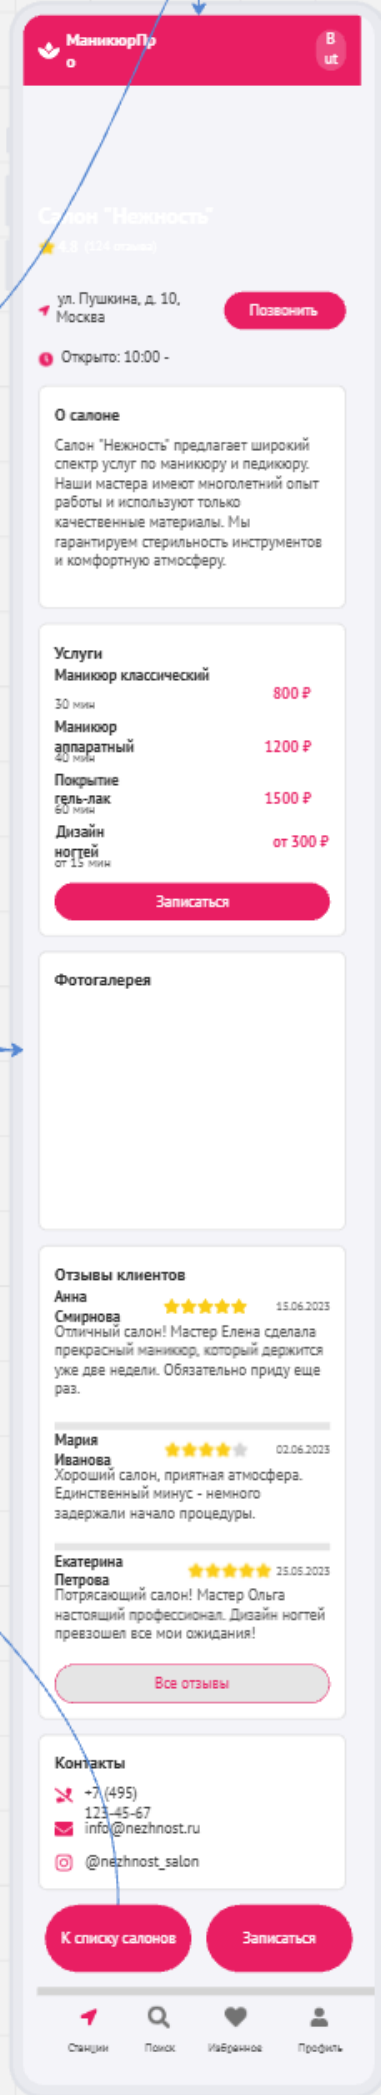 МаникюрПр
о
B
ut
Салон "Нежность"
4.8 (124 отзыва)
ул. Пушкина, д. 10,
Москва
Позвонить
Открыто: 10:00 -
О салоне
Салон "Нежность" предлагает широкий
спектр услуг по маникюру и педикюру.
Наши мастера имеют многолетний опыт
работы и используют только
качественные материалы. Мы
гарантируем стерильность инструментов
и комфортную атмосферу.
Услуги
Маникюр классический
30 мин
800 ₽
Маникюр
аппаратный
40 мин
1200 ₽
Покрытие
гель-лак
60 мин
1500 ₽
Дизайн
ногтей
от 15 мин
от 300 ₽
Записаться
Фотогалерея
Отзывы клиентов
Анна
Смирнова
15.06.2023
Отличный салон! Мастер Елена сделала
прекрасный маникюр, который держится
уже две недели. Обязательно приду еще
раз.
Мария
Иванова
02.06.2023
Хороший салон, приятная атмосфера.
Единственный минус - немного
задержали начало процедуры.
Екатерина
Петрова
25.05.2023
Потрясающий салон! Мастер Ольга
настоящий профессионал. Дизайн ногтей
превзошел все мои ожидания!
Все отзывы
Контакты
+7 (495)
123-45-67
info@nezhnost.ru
@nezhnost_salon
К списку салонов
Записаться
Станции
Поиск
Избранное
Профиль